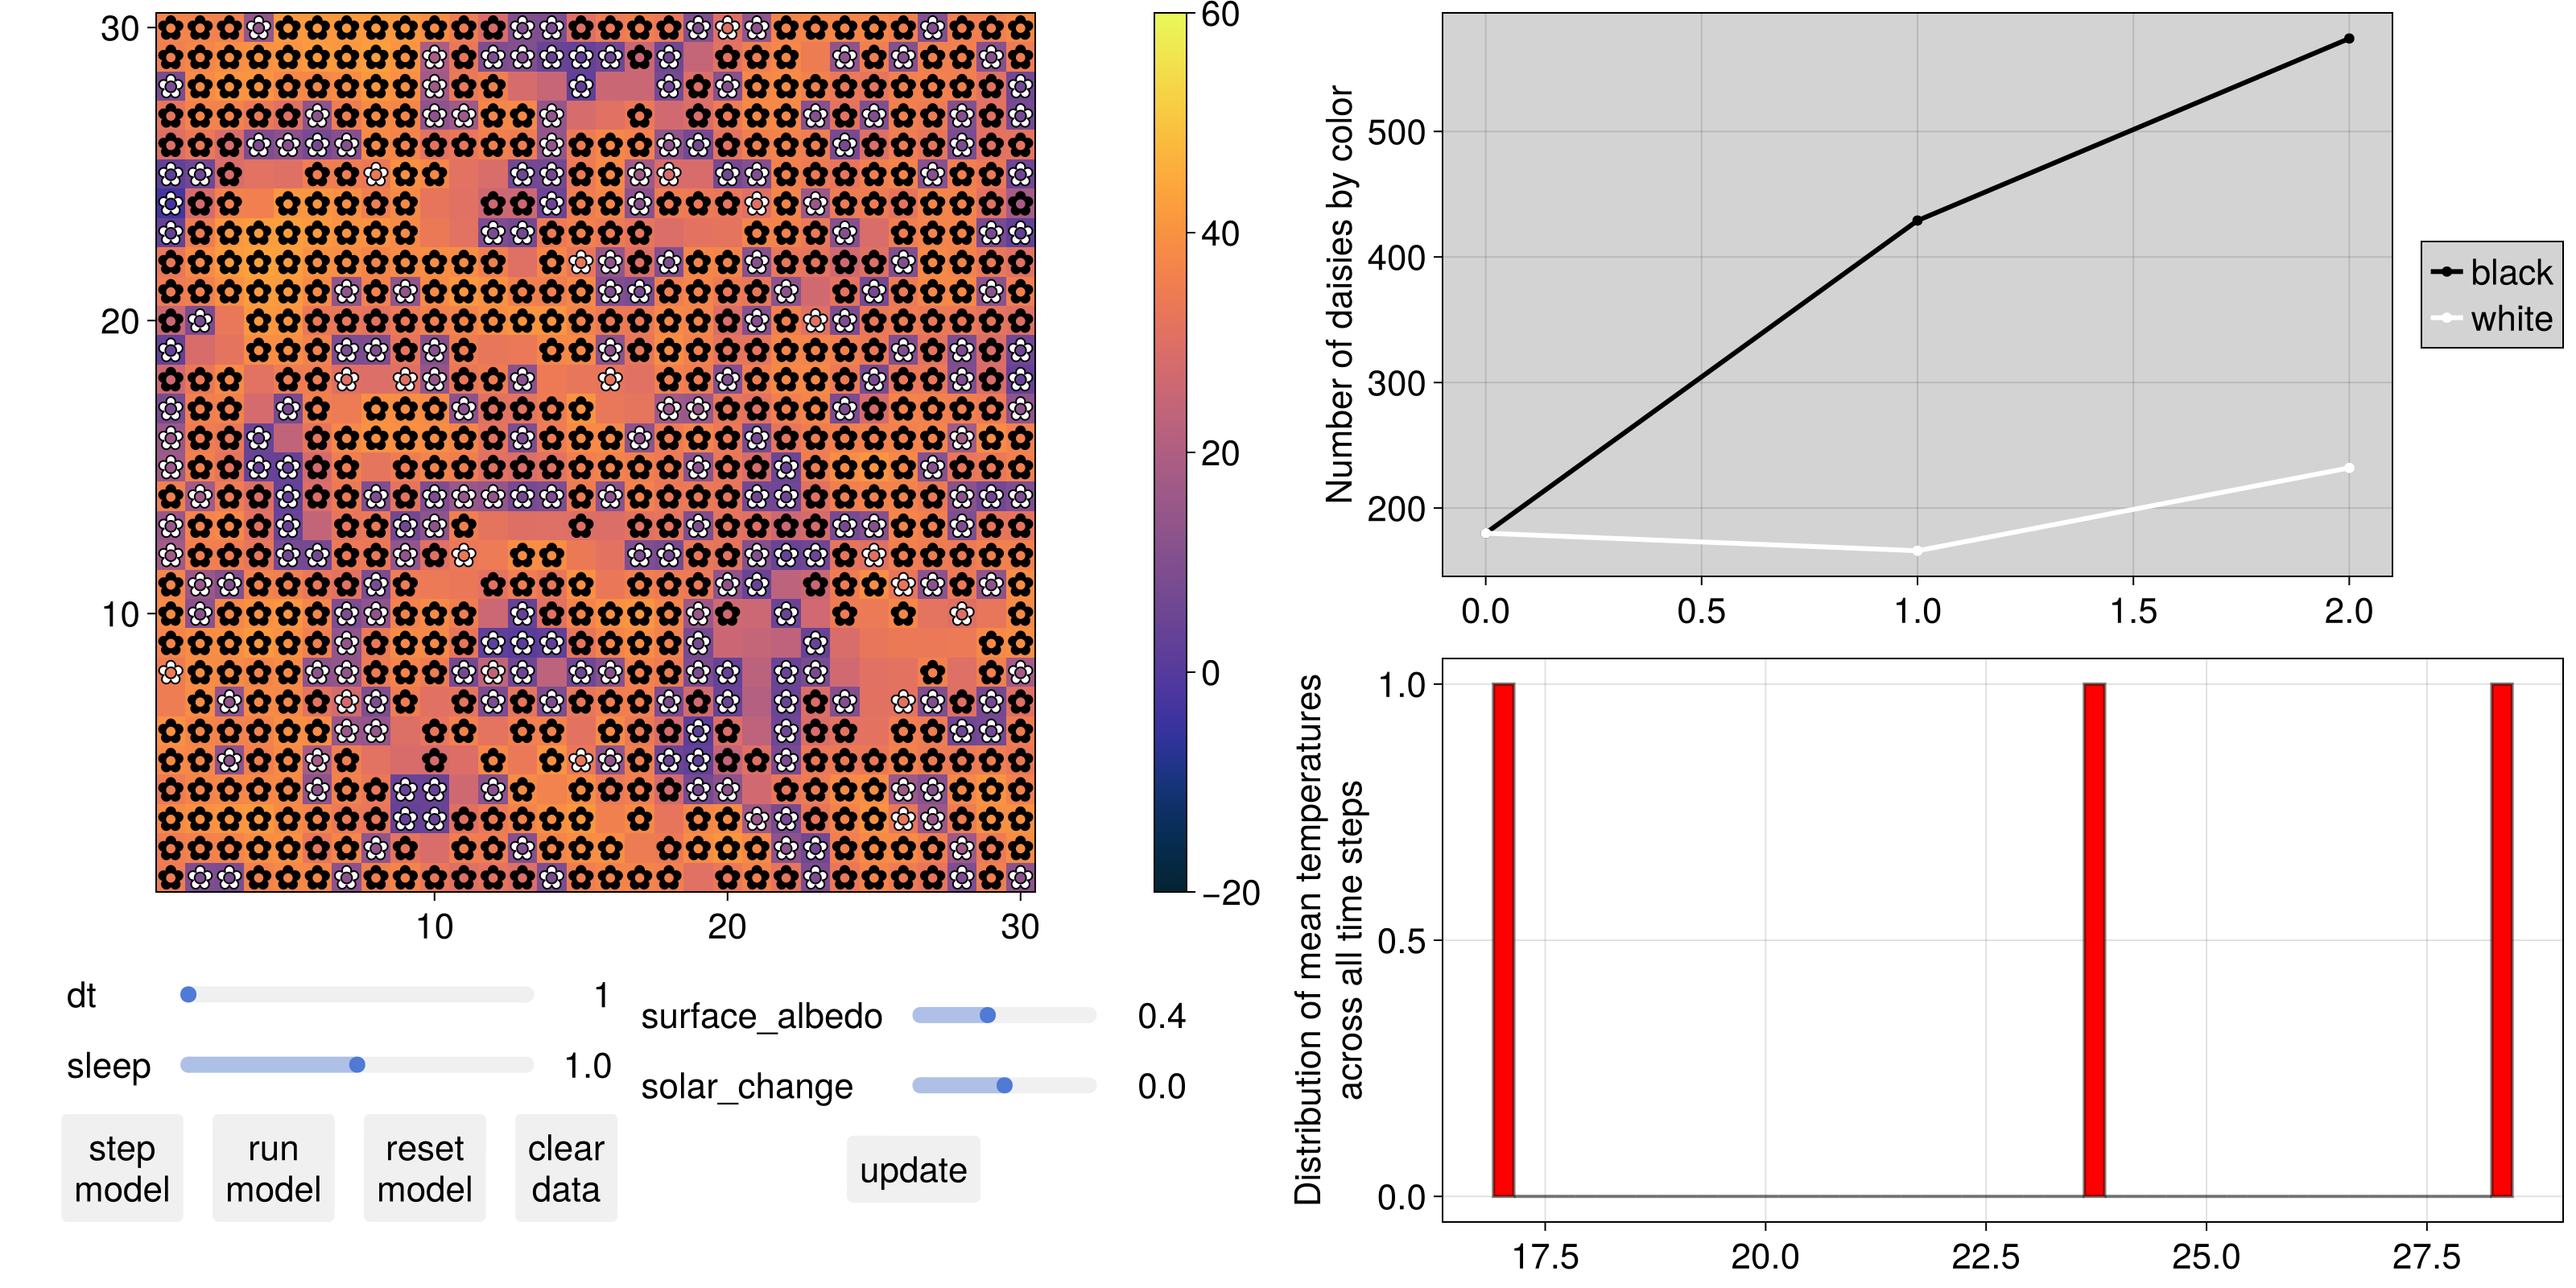 30
20
10
10
20
30
60
40
20
0
−20
Number of daisies by color
500
400
300
200
0.0
0.5
1.0
1.5
2.0
black
white
Distribution of mean temperatures
across all time steps
1.0
0.5
0.0
17.5
20.0
22.5
25.0
27.5
dt
1
sleep
1.0
surface_albedo
0.4
solar_change
0.0
step
model
run
model
reset
model
clear
data
update